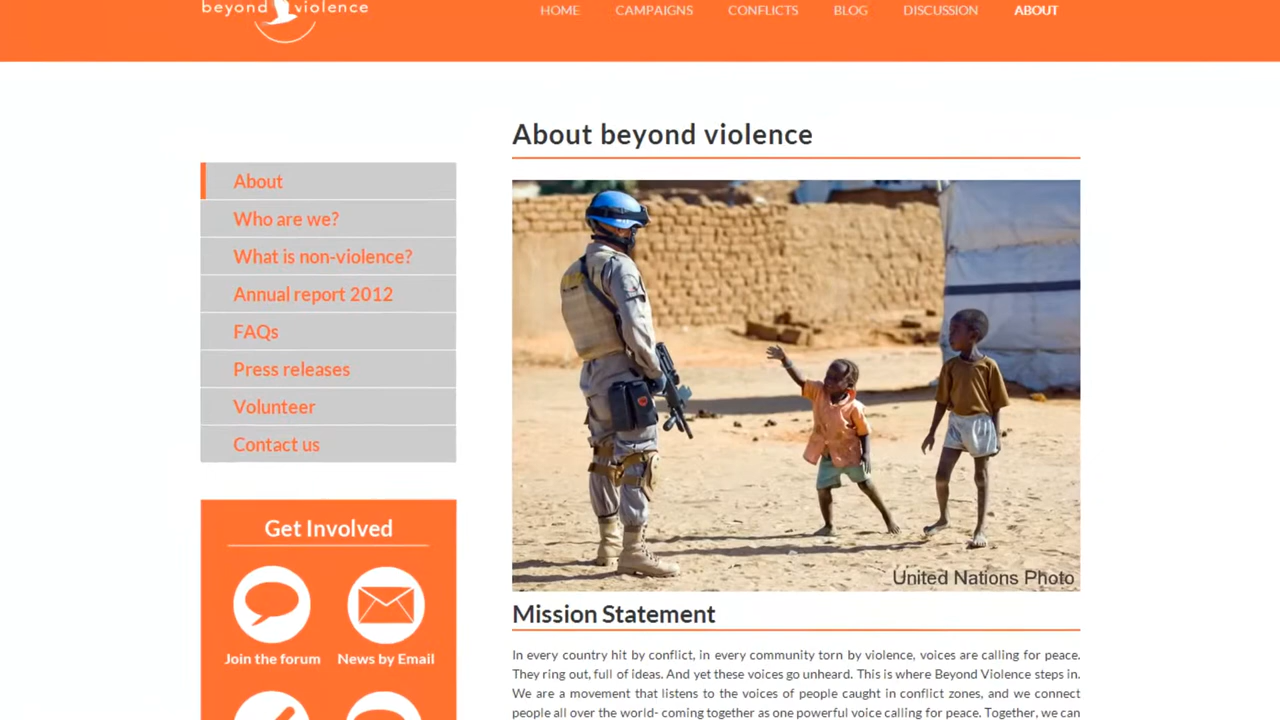 beyond violence
HOME CAMPAIGNS CONFLICTS BLOG DISCUSSION ABOUT
About beyond violence
About
Who are we?
What is non-violence?
Annual report 2012
FAQs
Press releases
Volunteer
Contact us
Get Involved
Join the forum News by Email
United Nations Photo
Mission Statement
In every country hit by conflict, in every community torn by violence, voices are calling for peace.
They ring out, full of ideas. And yet these voices go unheard. This is where Beyond Violence steps in.
We are a movement that listens to the voices of people caught in conflict zones, and we connect
people all over the world- coming together as one powerful voice calling for peace. Together, we can